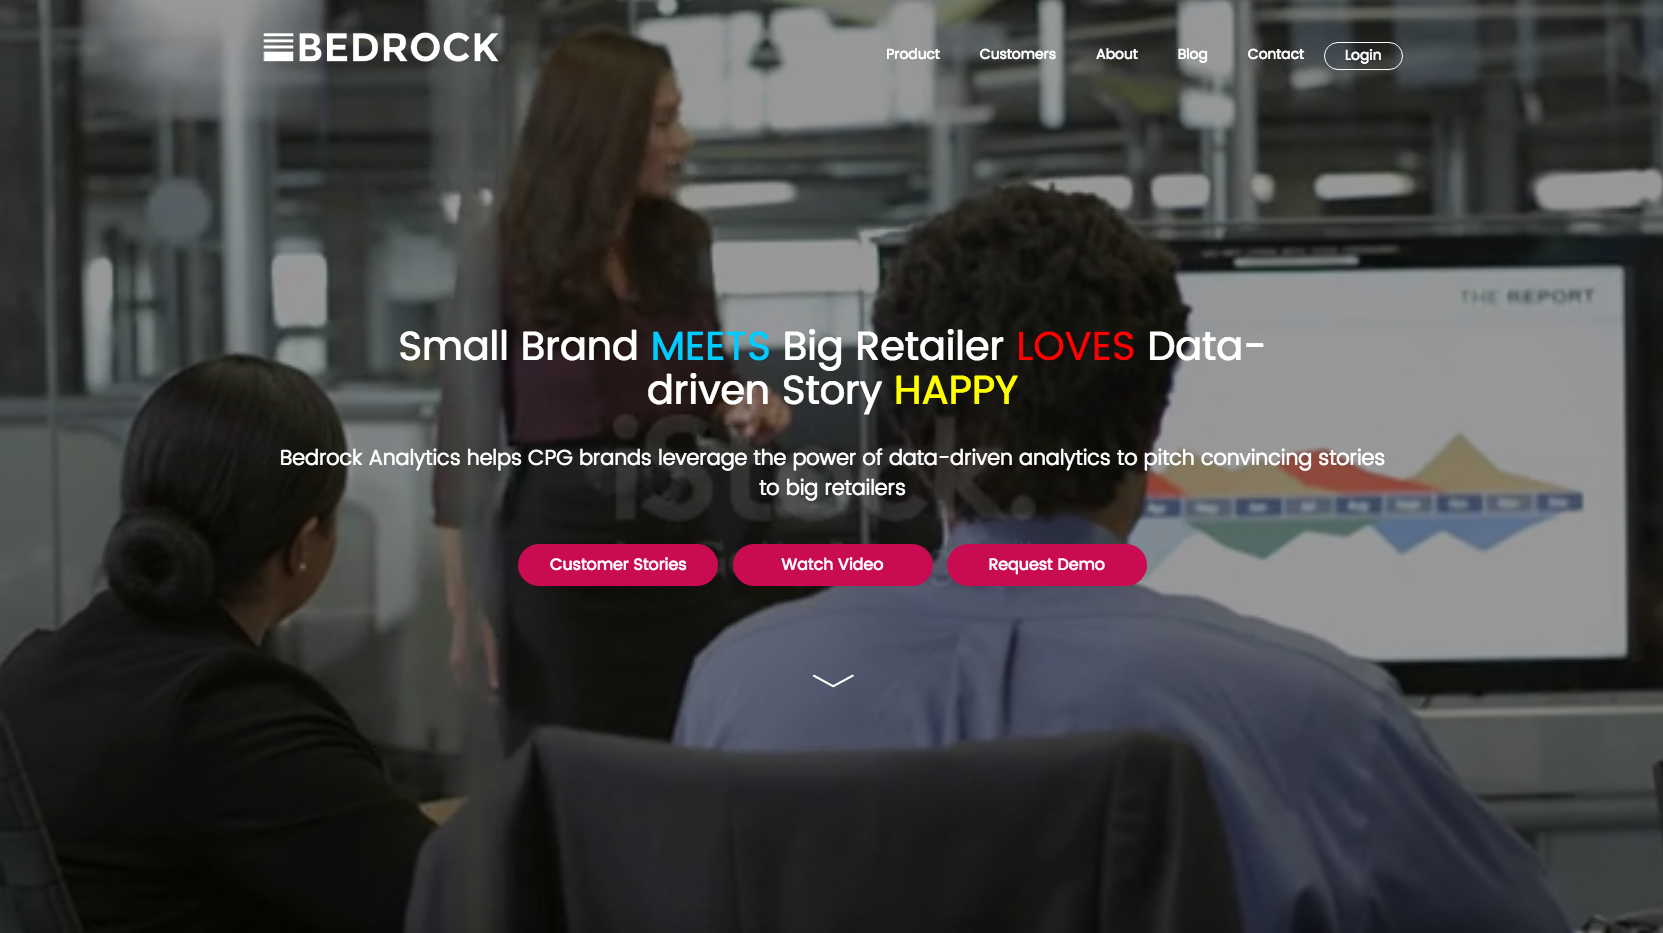 BEDROCK
Product Customers About Blog Contact Login
THE REPORT
Small Brand MEETS Big Retailer LOVES Data-
driven Story HAPPY
iStock.
Bedrock Analytics helps CPG brands leverage the power of data-driven analytics to pitch convincing stories
to big retailers
Customer Stories Watch Video Request Demo